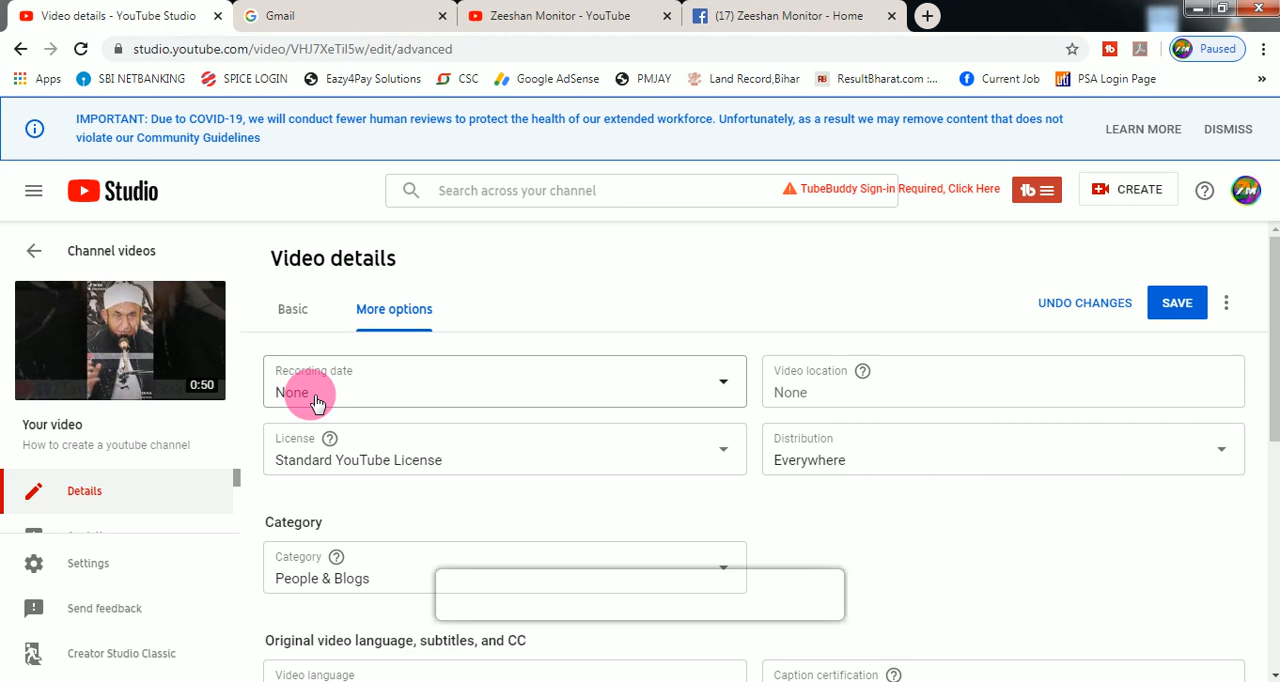 Video details - YouTube Studio
Gmail
Zeeshan Monitor - YouTube
(17) Zeeshan Monitor - Home
studio.youtube.com/video/VHJ7XeTiI5w/edit/advanced
Paused
Apps
SBI NETBANKING
SPICE LOGIN
Eazy4Pay Solutions
CSC
Google AdSense
PMJAY
Land Record,Bihar
ResultBharat.com :...
Current Job
PSA Login Page
IMPORTANT: Due to COVID-19, we will conduct fewer human reviews to protect the health of our extended workforce. Unfortunately, as a result we may remove content that does not
violate our Community Guidelines
LEARN MORE
DISMISS
Studio
Search across your channel
TubeBuddy Sign-in Required, Click Here
CREATE
Channel videos
Video details
Basic
More options
UNDO CHANGES
SAVE
0:50
Your video
How to create a youtube channel
Details
Settings
Send feedback
Creator Studio Classic
Recording date
None
Video location
None
License
Standard YouTube License
Distribution
Everywhere
Category
Category
People & Blogs
Original video language, subtitles, and CC
Video language
Caption certification